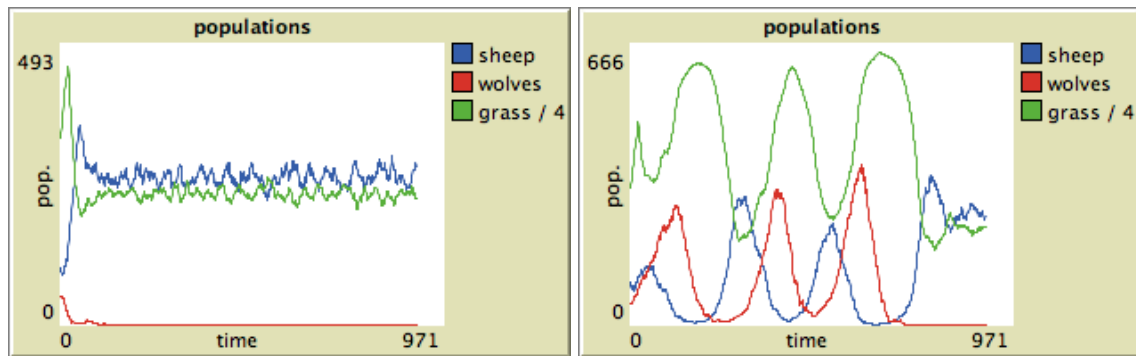 populations
493
pop.
0
0 time 971
sheep
wolves
grass / 4
populations
666
pop.
0
0 time 971
sheep
wolves
grass / 4